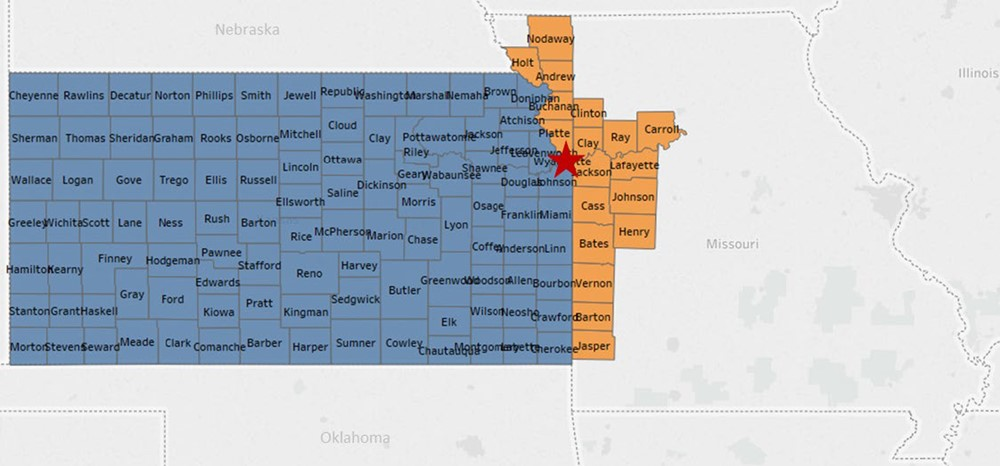 Nebraska
Nodaway
Holt
Andrew
Illinois
Cheyenne Rawlins Decatur Norton Phillips Smith Jewell Republic Washington Marshall Nemaha Brown Doniphan
Buchanan Clinton
Atchison
Sherman Thomas Sheridan Graham Rooks Osborne Mitchell Cloud Clay Pottawatomie Jackson Platte Clay Ray Carroll
Riley Jefferson Leavenworth
Ottawa Shawnee Lafayette
Wallace Logan Gove Trego Ellis Russell Lincoln Saline Dickinson Geary Wabaunsee Douglas Johnson Jackson
Ellsworth Morris Osage Cass Johnson
Greeley Wichita Scott Lane Ness Rush Barton Rice McPherson Marion Chase Lyon Franklin Miami Henry
Missouri
Hamilton Kearny Finney Hodgeman Pawnee Stafford Reno Harvey Coffey Anderson Linn Bates
Edwards Butler Greenwood Woodson Allen Bourbon Vernon
Stanton Grant Haskell Gray Ford Kiowa Pratt Kingman Sedgwick Elk Wilson Neosho Crawford Barton
Morton Stevens Seward Meade Clark Comanche Barber Harper Sumner Cowley Chautauqua Montgomery Cherokee Jasper
Oklahoma